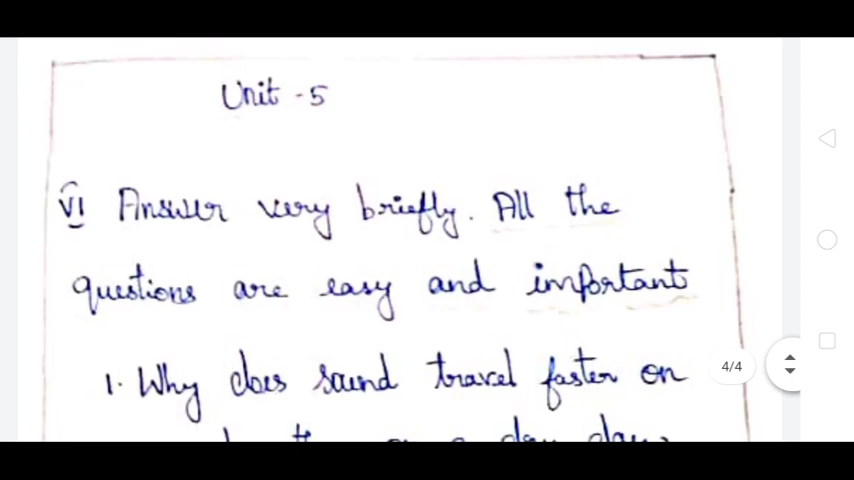 Unit - 5
VI Answer very briefly. All the
questions are easy and important
1. Why does sound travel faster on
4/4